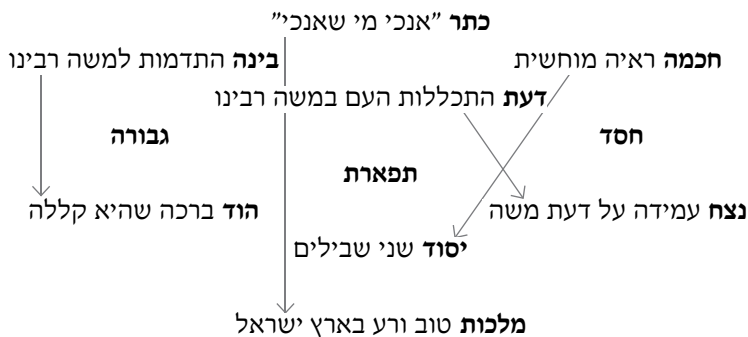 כתר "אנכי מי שאנכי"
חכמה ראיה מוחשית
בינה התדמות למשה רבינו
דעת התכללות העם במשה רבינו
חסד
גבורה
תפארת
נצח עמידה על דעת משה
הוד ברכה שהיא קללה
יסוד שני שבילים
מלכות טוב ורע בארץ ישראל